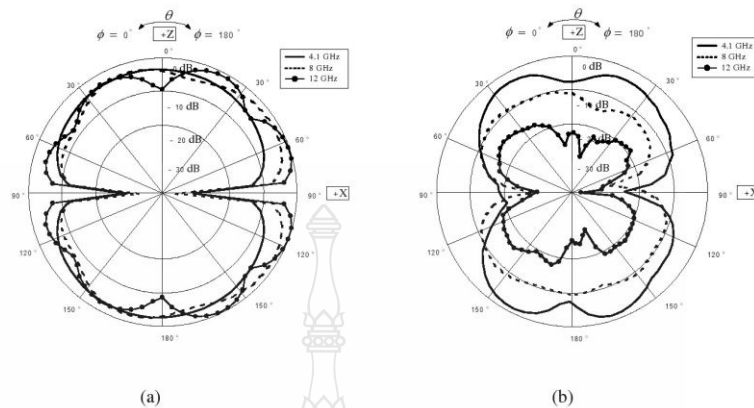 θ
ϕ = 0° +Z ϕ = 180°
0°
0 dB
- 10 dB
- 20 dB
- 30 dB
30° 30°
60° 60°
90° 90° +X
120° 120°
150° 150°
180°
4.1 GHz
8 GHz
12 GHz
(a)
θ
ϕ = 0° +Z ϕ = 180°
0°
dB
dB
dB
- 30 dB
30° 30°
60° 60°
90° 90° +X
120° 120°
150° 150°
180°
4.1 GHz
8 GHz
12 GHz
(b)